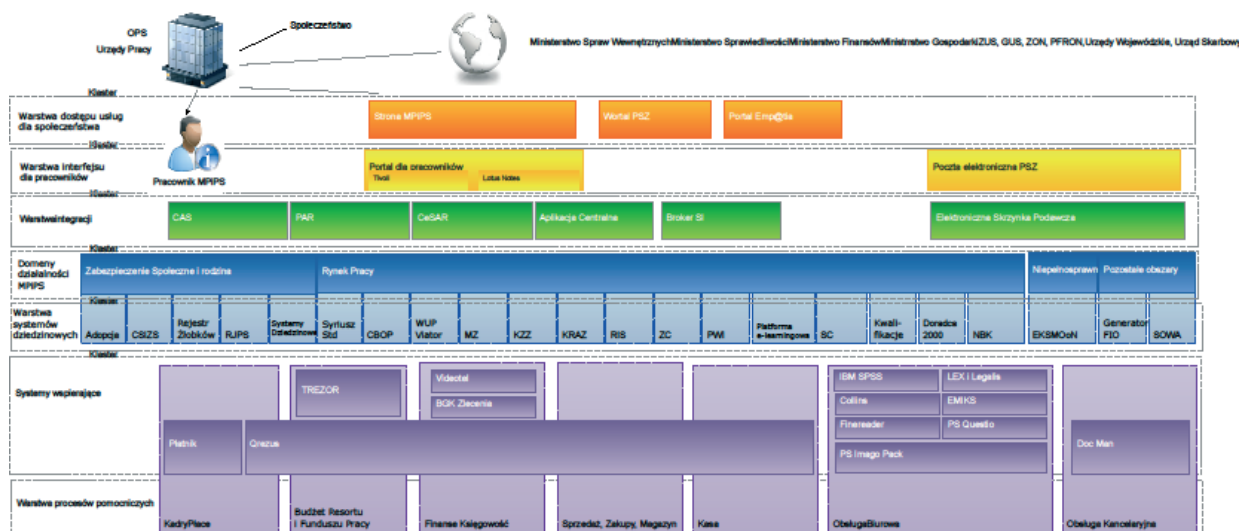 OPS
Urzędy Pracy
Społeczeństwo
Ministerstwo Spraw WewnętrznychMinisterstwo SprawiedliwościMinisterstwo FinansówMinistrrstwo GospodarkiZUS, GUS, ZON, PFRON,Urzędy Wojewódzkie, Urząd Skarbowy
Klaster
Warstwa dostępu usług
dla społeczeństwa
Strona MPIPS
Wortal PSZ
Portal Emp@tia
Klaster
Warstwa interfejsu
dla pracowników
Pracownik MPIPS
Portal dla pracowników
Tivoli
Lotus Notes
Poczta elektroniczna PSZ
Klaster
Warstwaintegracji
CAS
PAR
CeSAR
Aplikacje Centralne
Broker SI
Elektroniczna Skrzynka Podawcza
Klaster
Domeny
działalności
MPIPS
Zabezpieczenie Społeczne i rodzina
Rynek Pracy
Niepełnosprawn
Pozostałe obszary
Klaster
Warstwa
systemów
dziedzinowych
Adopcje
CSIZS
Rejestr
Żłobków
RJPS
Systemy
Dziedzinowe
Syriusz
Std
CBOP
WUP
Viator
MZ
KZZ
KRAZ
RIS
ZC
PWI
Platforma
e-learningowa
SC
Kwali-
fikacje
Doradca
2000
NBK
EKSMOoN
Generator
FIO
SOWA
Klaster
Systemy wspierające
TREZOR
Videotel
BGK Zlecenia
IBM SPSS
LEX i Legalis
Collins
EMIKS
Finereader
PS Questio
PS Imago Pack
Płatnik
Qrezus
Doc Man
Warstwa procesów pomocniczych
KadryPłace
Budżet Resortu
i Funduszu Pracy
Finanse Księgowość
Sprzedaż, Zakupy, Magazyn
Kasa
ObsługaBiurowa
Obsługa Kancelaryjna